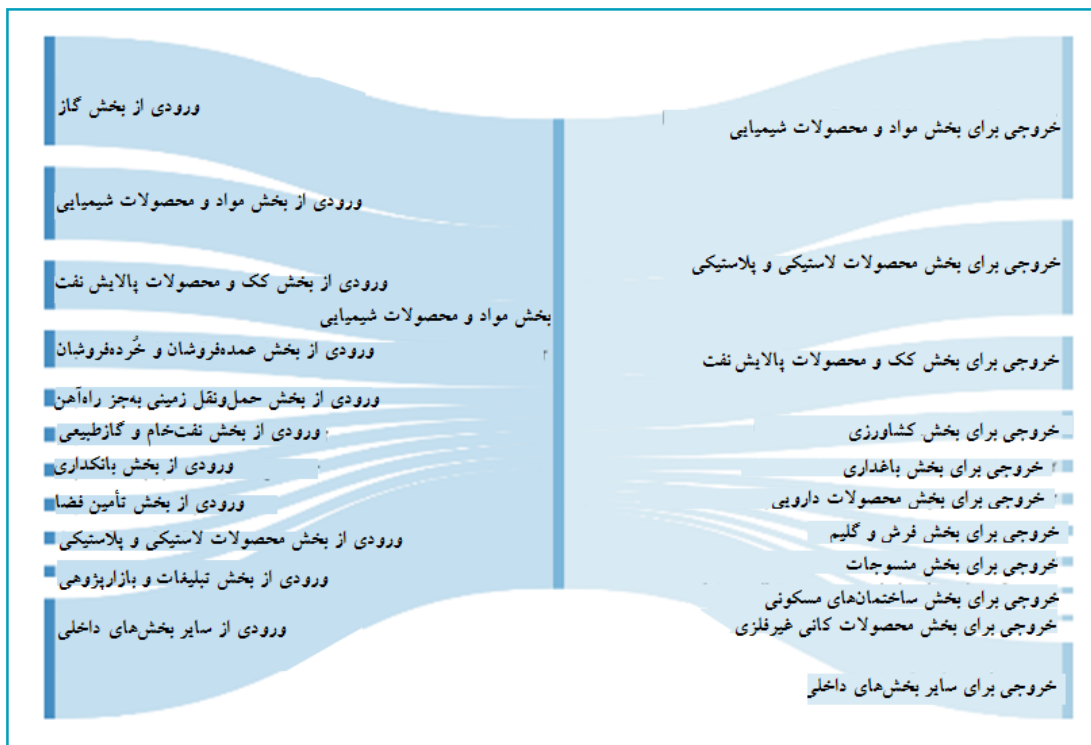 ورودی از بخش گاز
ورودی از بخش مواد و محصولات شیمیایی
ورودی از بخش کک و محصولات پالایش نفت
ورودی از بخش عمده‌فروشان و خُرده‌فروشان
ورودی از بخش حمل‌ونقل زمینی به‌جز راه‌آهن
ورودی از بخش نفت‌خام و گازطبیعی
ورودی از بخش بانکداری
ورودی از بخش تأمین فضا
ورودی از بخش محصولات لاستیکی و پلاستیکی
ورودی از بخش تبلیغات و بازارپژوهی
ورودی از سایر بخش‌های داخلی
بخش مواد و محصولات شیمیایی
خروجی برای بخش مواد و محصولات شیمیایی
خروجی برای بخش محصولات لاستیکی و پلاستیکی
خروجی برای بخش کک و محصولات پالایش نفت
خروجی برای بخش کشاورزی
خروجی برای بخش باغداری
خروجی برای بخش محصولات دارویی
خروجی برای بخش فرش و گلیم
خروجی برای بخش منسوجات
خروجی برای بخش ساختمان‌های مسکونی
خروجی برای بخش محصولات کانی غیرفلزی
خروجی برای سایر بخش‌های داخلی